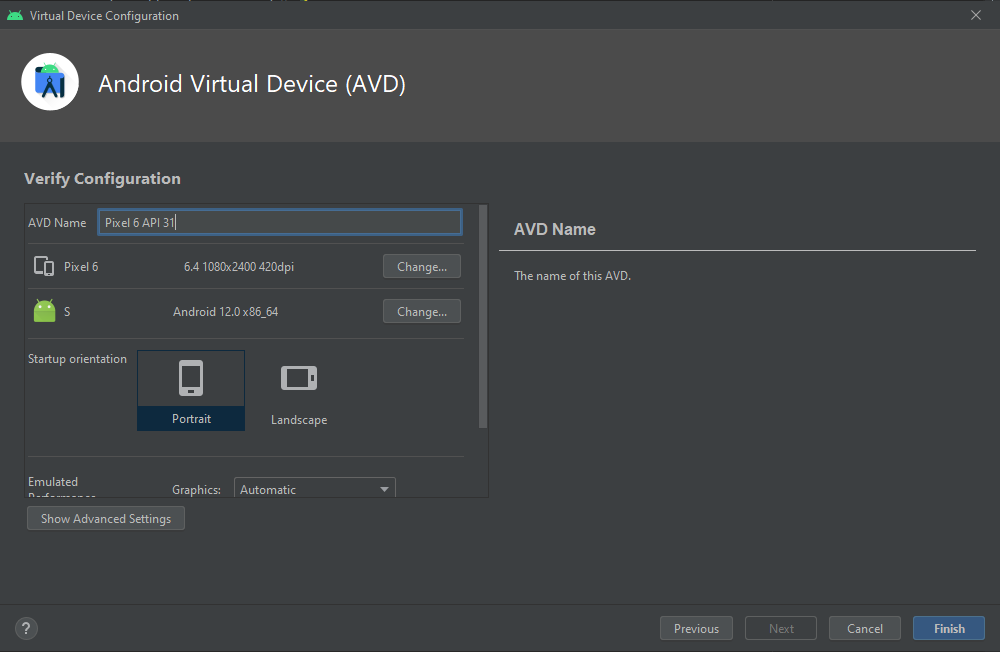 Virtual Device Configuration
Android Virtual Device (AVD)
Verify Configuration
AVD Name Pixel 6 API 31
Pixel 6 6.4 1080x2400 420dpi Change...
S Android 12.0 x86_64 Change...
Startup orientation
Portrait Landscape
Emulated
Performance Graphics: Automatic
Show Advanced Settings
AVD Name
The name of this AVD.
? Previous Next Cancel Finish